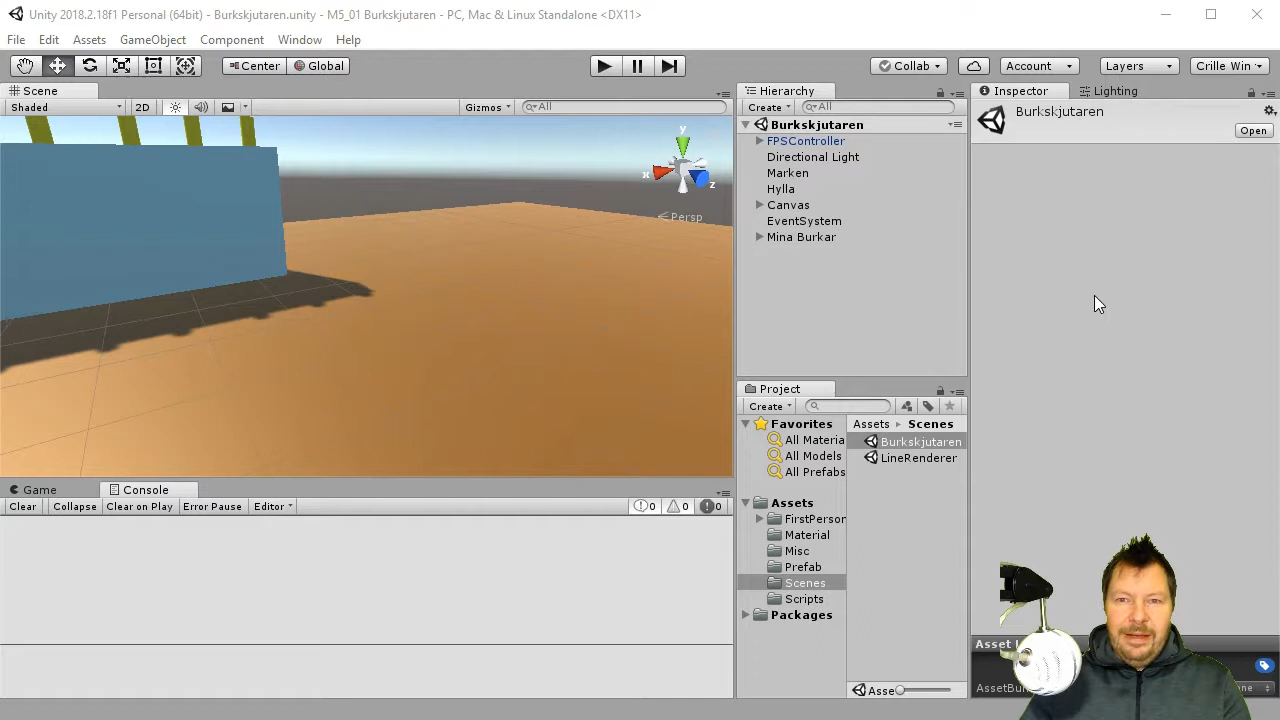 Unity 2018.2.18f1 Personal (64bit) - Burkskjutaren.unity - M5_01 Burkskjutaren - PC, Mac & Linux Standalone <DX11>
File Edit Assets GameObject Component Window Help
Center Global Collab Account Layers Crille Win
Scene
Shaded 2D Gizmos All
y
x
z
Persp
Hierarchy
Create All
Burkskjutaren
FPSController
Directional Light
Marken
Hylla
Canvas
EventSystem
Mina Burkar
Inspector Lighting
Burkskjutaren
Open
Project
Create
Favorites
All Materia
All Models
All Prefabs
Assets
FirstPerson
Material
Misc
Prefab
Scenes
Scripts
Packages
Assets Scenes
Burkskjutaren
LineRenderer
Asse
Game Console
Clear Collapse Clear on Play Error Pause Editor 0 0 0
Asset
AssetBun